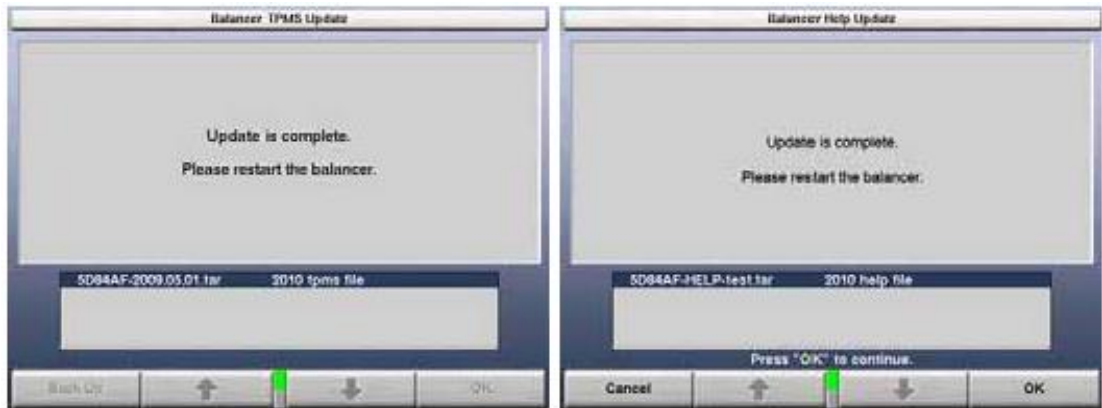 Balancer TPMS Update
Update is complete.
Please restart the balancer.
5D84AF-2009.05.01.tar 2010 tpms file
OK
Balancer Help Update
Update is complete.
Please restart the balancer.
5D84AF-HELP-test.tar 2010 help file
Press "OK" to continue.
Cancel
OK